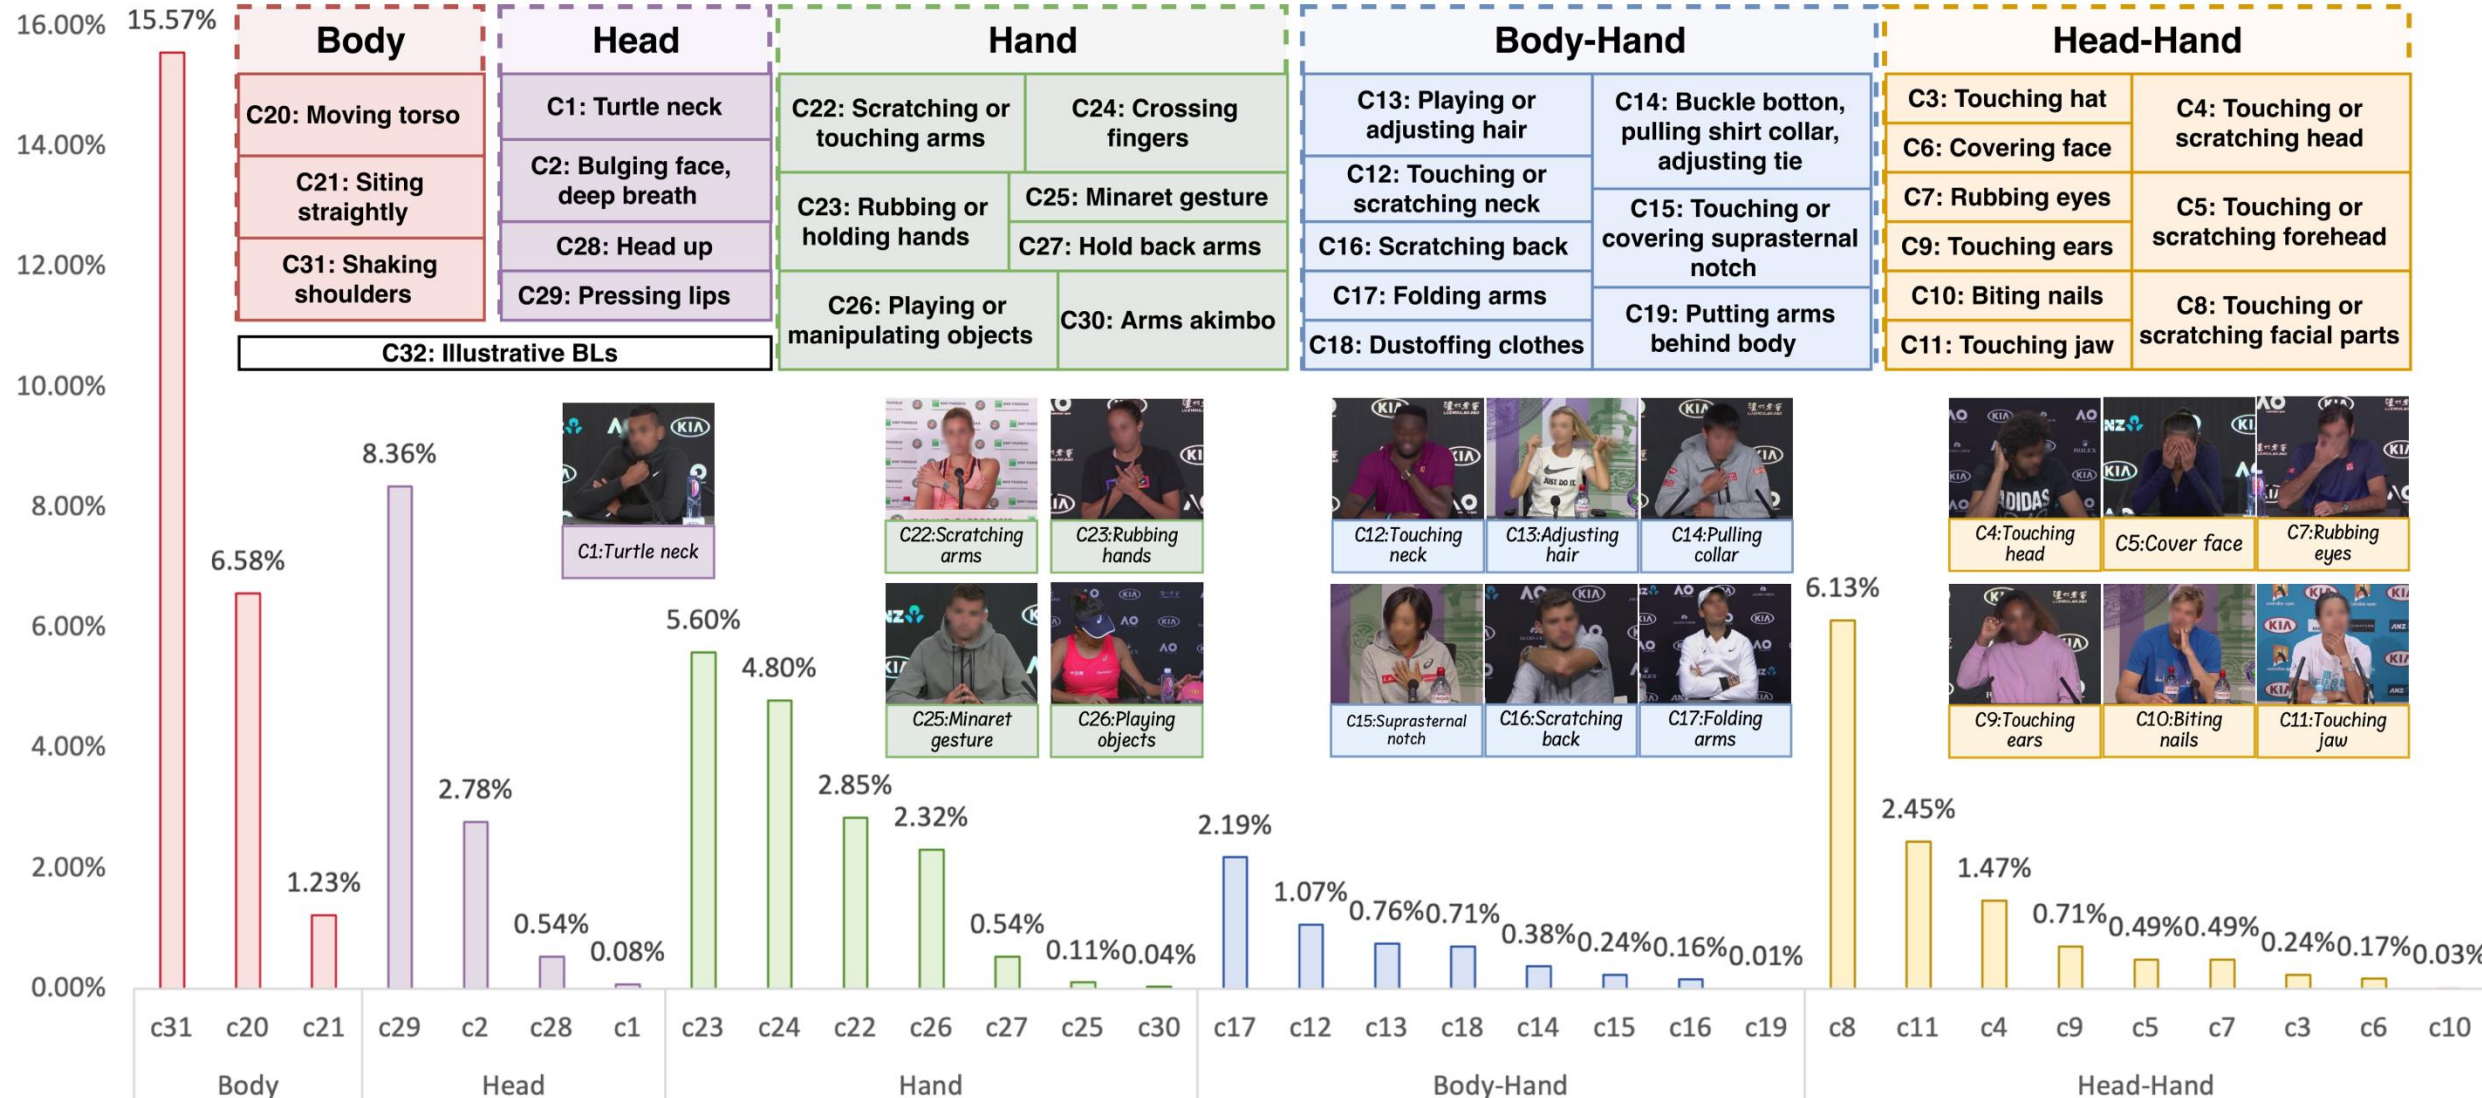 16.00%
14.00%
12.00%
10.00%
8.00%
6.00%
4.00%
2.00%
0.00%
Body
C20: Moving torso
C21: Siting
straightly
C31: Shaking
shoulders
Head
C1: Turtle neck
C2: Bulging face,
deep breath
C28: Head up
C29: Pressing lips
C32: Illustrative BLs
Hand
C22: Scratching or
touching arms
C24: Crossing
fingers
C23: Rubbing or
holding hands
C25: Minaret gesture
C27: Hold back arms
C26: Playing or
manipulating objects
C30: Arms akimbo
Body-Hand
C13: Playing or
adjusting hair
C12: Touching or
scratching neck
C16: Scratching back
C17: Folding arms
C18: Dustoffing clothes
C14: Buckle botton,
pulling shirt collar,
adjusting tie
C15: Touching or
covering suprasternal
notch
C19: Putting arms
behind body
Head-Hand
C3: Touching hat
C6: Covering face
C7: Rubbing eyes
C9: Touching ears
C10: Biting nails
C11: Touching jaw
C4: Touching or
scratching head
C5: Touching or
scratching forehead
C8: Touching or
scratching facial parts
KIA
C1:Turtle neck
C22:Scratching
arms
C23:Rubbing
hands
C25:Minaret
gesture
C26:Playing
objects
JUST DO IT
C12:Touching
neck
C13:Adjusting
hair
C14:Pulling
collar
C15:Suprasternal
notch
C16:Scratching
back
C17:Folding
arms
ADIDAS
C4:Touching
head
C5:Cover face
C7:Rubbing
eyes
C9:Touching
ears
C10:Biting
nails
C11:Touching
jaw
15.57%
6.58%
1.23%
8.36%
2.78%
0.54%
0.08%
5.60%
4.80%
2.85%
2.32%
0.54%
0.11%
0.04%
2.19%
1.07%
0.76%
0.71%
0.38%
0.24%
0.16%
0.01%
6.13%
2.45%
1.47%
0.71%
0.49%
0.49%
0.24%
0.17%
0.03%
c31 c20 c21 c29 c2 c28 c1 c23 c24 c22 c26 c27 c25 c30 c17 c12 c13 c18 c14 c15 c16 c19 c8 c11 c4 c9 c5 c7 c3 c6 c10
Body Head Hand Body-Hand Head-Hand